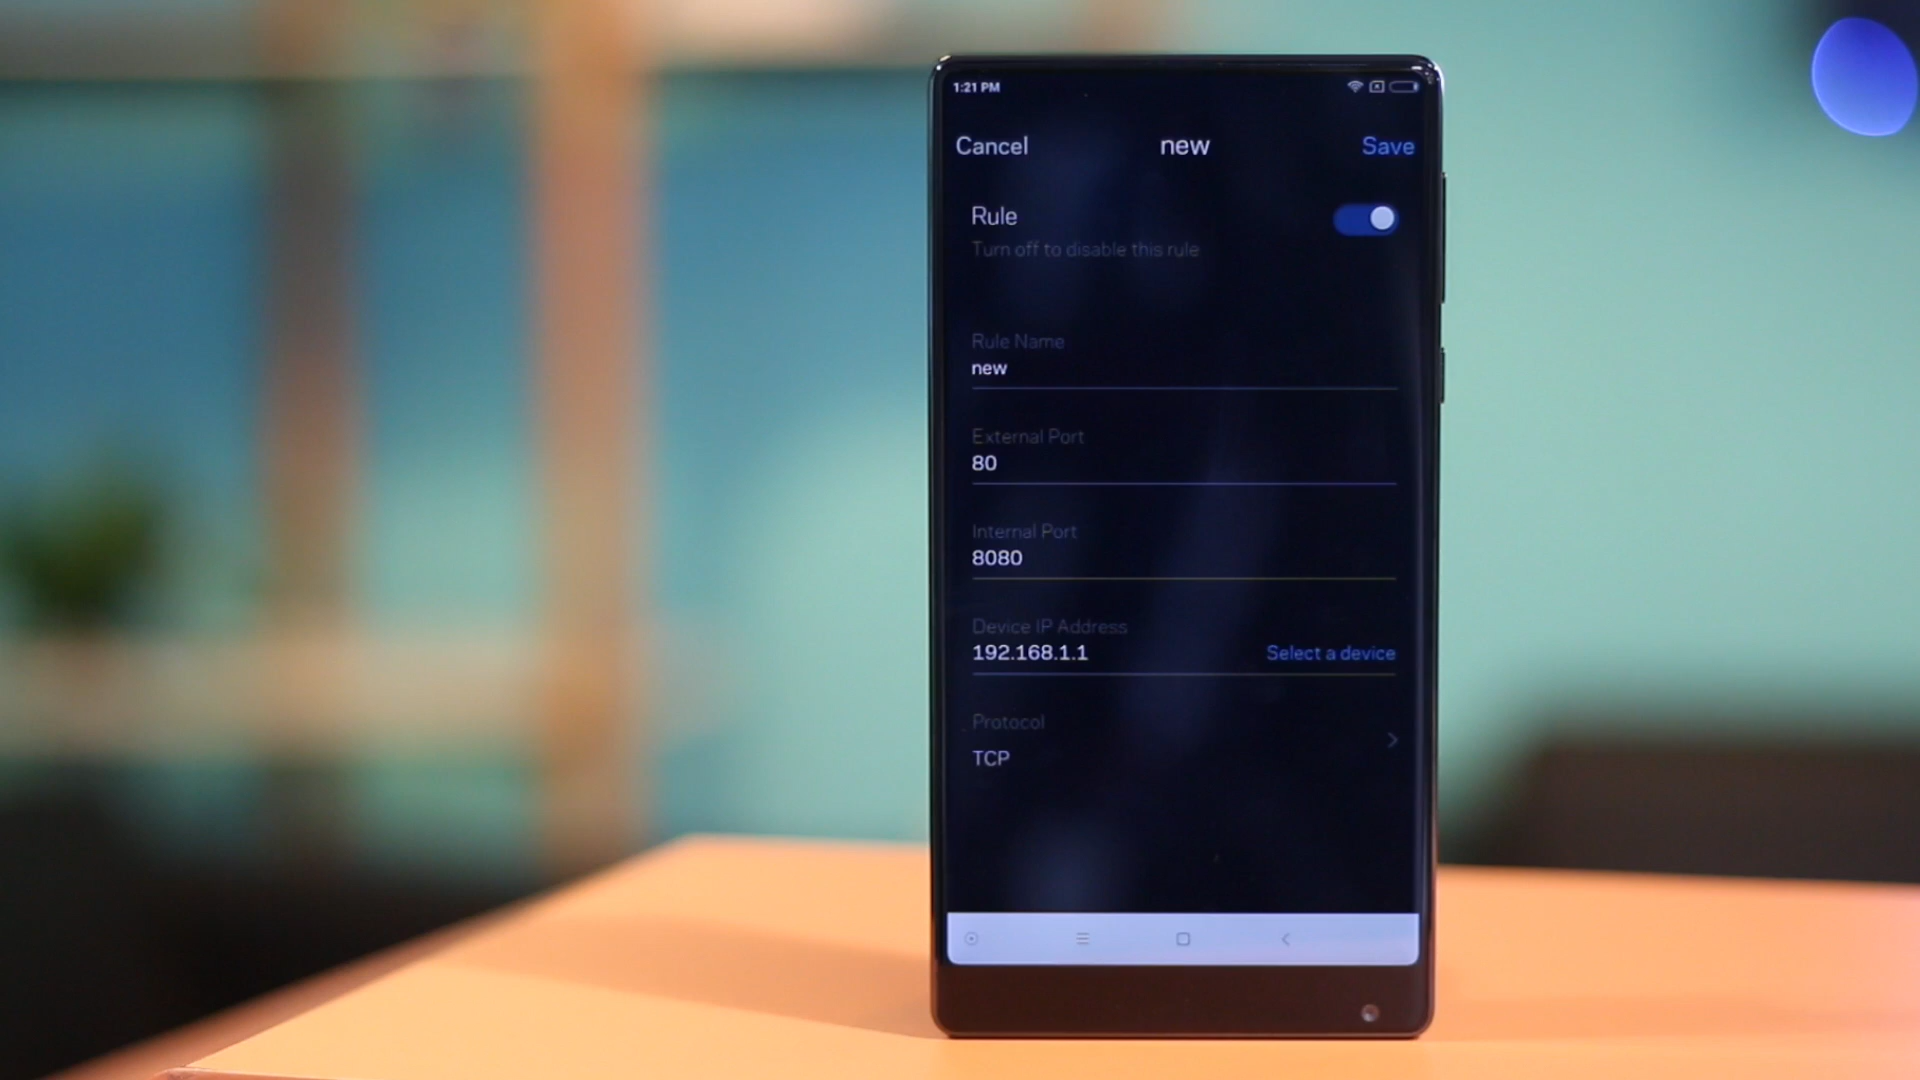 1:21 PM
Cancel new Save
Rule
Turn off to disable this rule
Rule Name
new
External Port
80
Internal Port
8080
Device IP Address
192.168.1.1 Select a device
Protocol
TCP